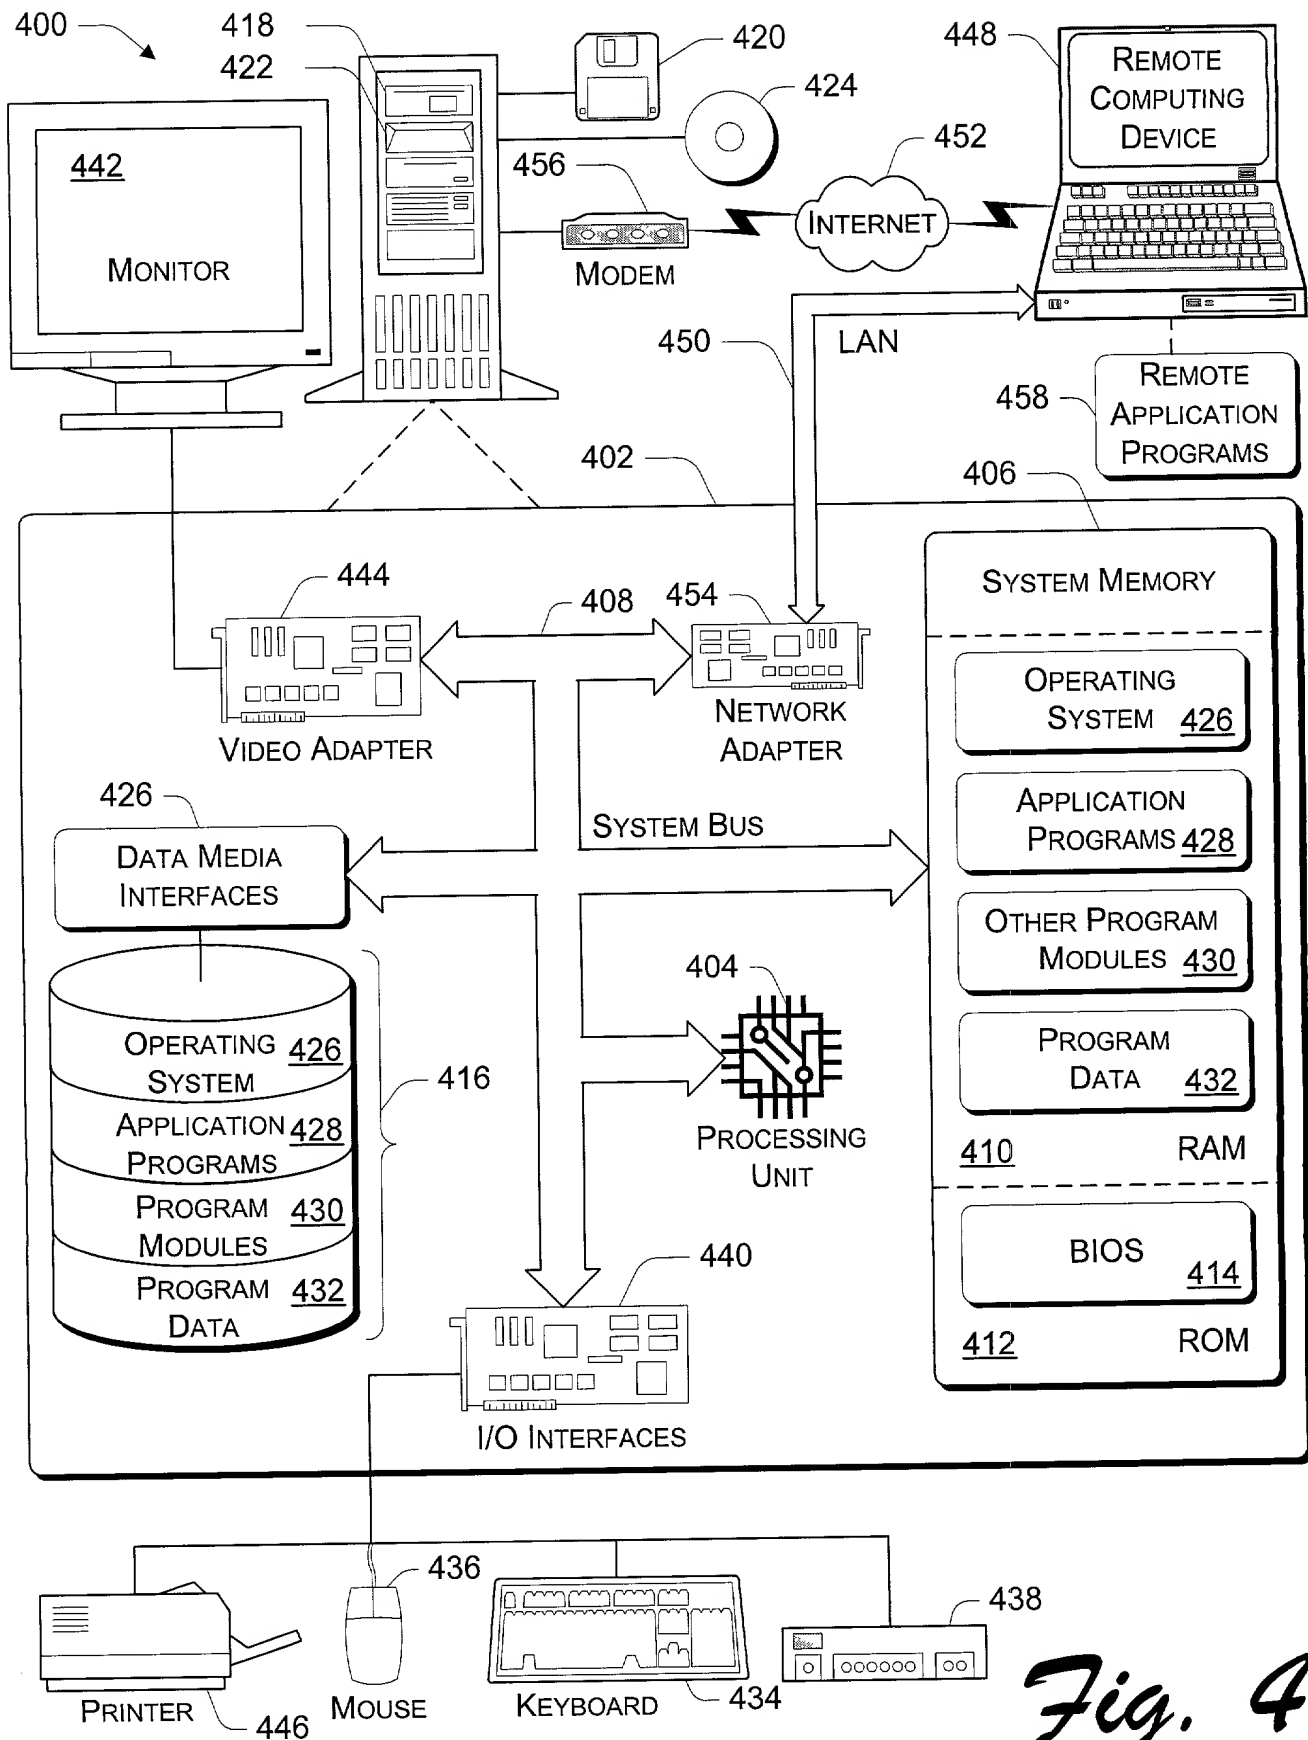 400
418
422
420
424
448
REMOTE
COMPUTING
DEVICE
442
MONITOR
456
MODEM
452
INTERNET
450
LAN
REMOTE
APPLICATION
PROGRAMS
458
402
406
444
VIDEO ADAPTER
408
454
NETWORK
ADAPTER
SYSTEM MEMORY
OPERATING
SYSTEM 426
APPLICATION
PROGRAMS 428
OTHER PROGRAM
MODULES 430
PROGRAM
DATA 432
410 RAM
BIOS
414
412 ROM
426
DATA MEDIA
INTERFACES
SYSTEM BUS
404
PROCESSING
UNIT
OPERATING 426
SYSTEM
APPLICATION 428
PROGRAMS
PROGRAM 430
MODULES
PROGRAM 432
DATA
416
440
I/O INTERFACES
PRINTER
446
436
MOUSE
KEYBOARD
434
438
Fig. 4